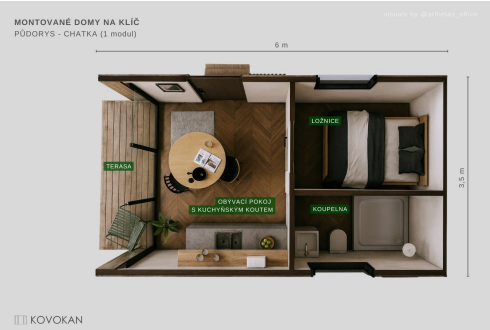 MONTOVANÉ DOMY NA KLÍČ
PŮDORYS - CHATKA (1 modul)
6 m
LOŽNICE
TERASA
3,5 m
OBÝVACÍ POKOJ
S KUCHYŇSKÝM KOUTEM
KOUPELNA
KOVOKAN